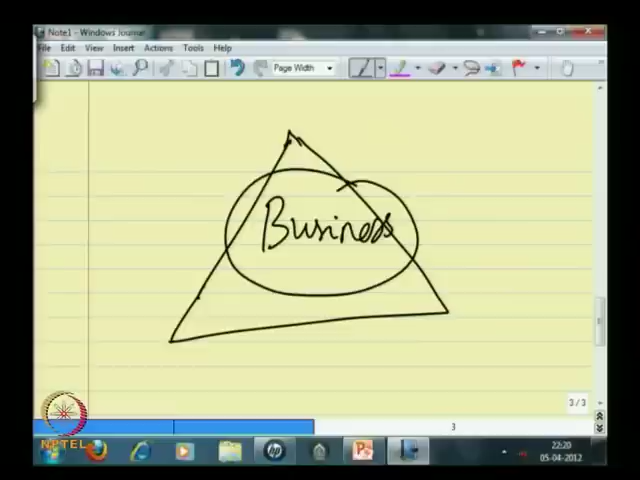 Note1 - Windows Journal
File Edit View Insert Actions Tools Help
Page Width
Business
3/3
3
NPTEL
hp
22:20
05-04-2012